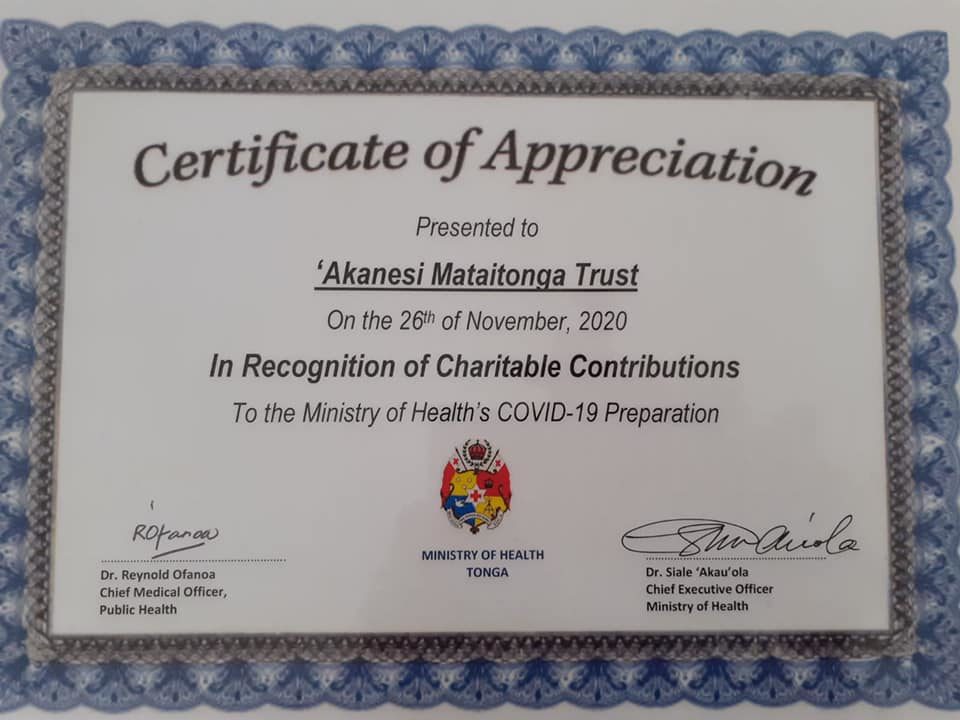 Certificate of Appreciation
Presented to
‘Akanesi Mataitonga Trust
On the 26th of November, 2020
In Recognition of Charitable Contributions
To the Ministry of Health's COVID-19 Preparation
MINISTRY OF HEALTH
TONGA
ROfanoa
Dr. Reynold Ofanoa
Chief Medical Officer,
Public Health
Dr. Siale ‘Akau’ola
Chief Executive Officer
Ministry of Health